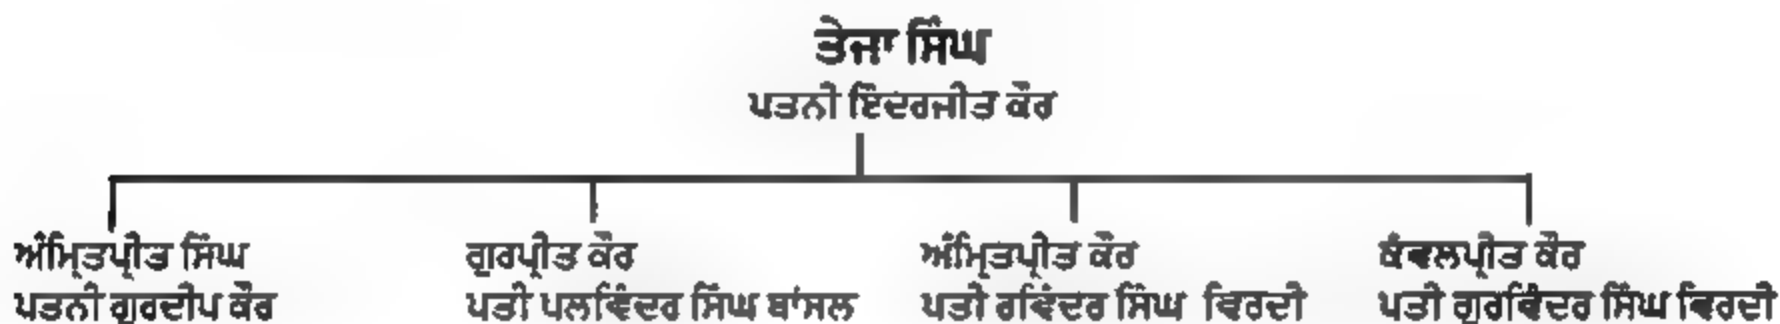 ਤੇਜਾ ਸਿੰਘ
ਪਤਨੀ ਇੰਦਰਜੀਤ ਕੌਰ
ਅੰਮ੍ਰਿਤਪ੍ਰੀਤ ਸਿੰਘ
ਪਤਨੀ ਗੁਰਦੀਪ ਕੌਰ
ਗੁਰਪ੍ਰੀਤ ਕੌਰ
ਪਤੀ ਪਲਵਿੰਦਰ ਸਿੰਘ ਬਾਂਸਲ
ਅੰਮ੍ਰਿਤਪ੍ਰੀਤ ਕੌਰ
ਪਤੀ ਰਵਿੰਦਰ ਸਿੰਘ ਵਿਰਦੀ
ਕੰਵਲਪ੍ਰੀਤ ਕੌਰ
ਪਤੀ ਗੁਰਵਿੰਦਰ ਸਿੰਘ ਵਿਰਦੀ